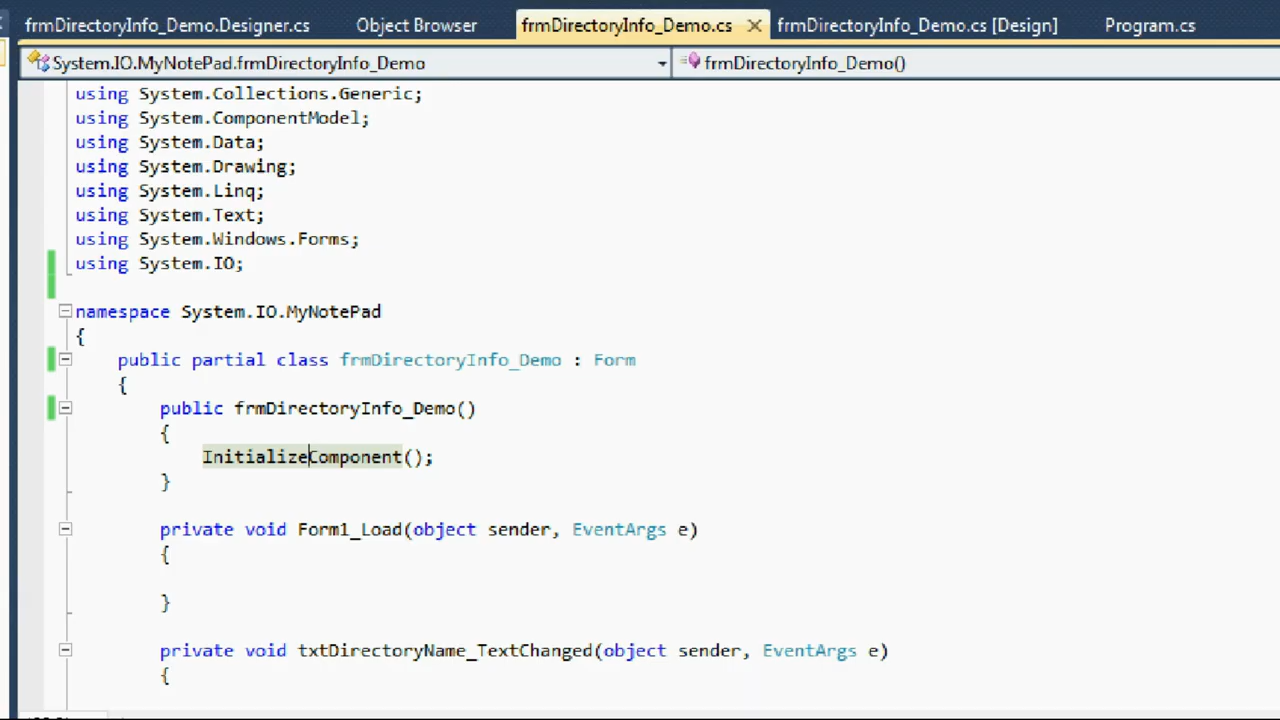 frmDirectoryInfo_Demo.Designer.cs Object Browser frmDirectoryInfo_Demo.cs frmDirectoryInfo_Demo.cs [Design] Program.cs
System.IO.MyNotePad.frmDirectoryInfo_Demo frmDirectoryInfo_Demo()
using System.Collections.Generic;
using System.ComponentModel;
using System.Data;
using System.Drawing;
using System.Linq;
using System.Text;
using System.Windows.Forms;
using System.IO;
namespace System.IO.MyNotePad
{
public partial class frmDirectoryInfo_Demo : Form
{
public frmDirectoryInfo_Demo()
{
InitializeComponent();
}
private void Form1_Load(object sender, EventArgs e)
{
}
private void txtDirectoryName_TextChanged(object sender, EventArgs e)
{